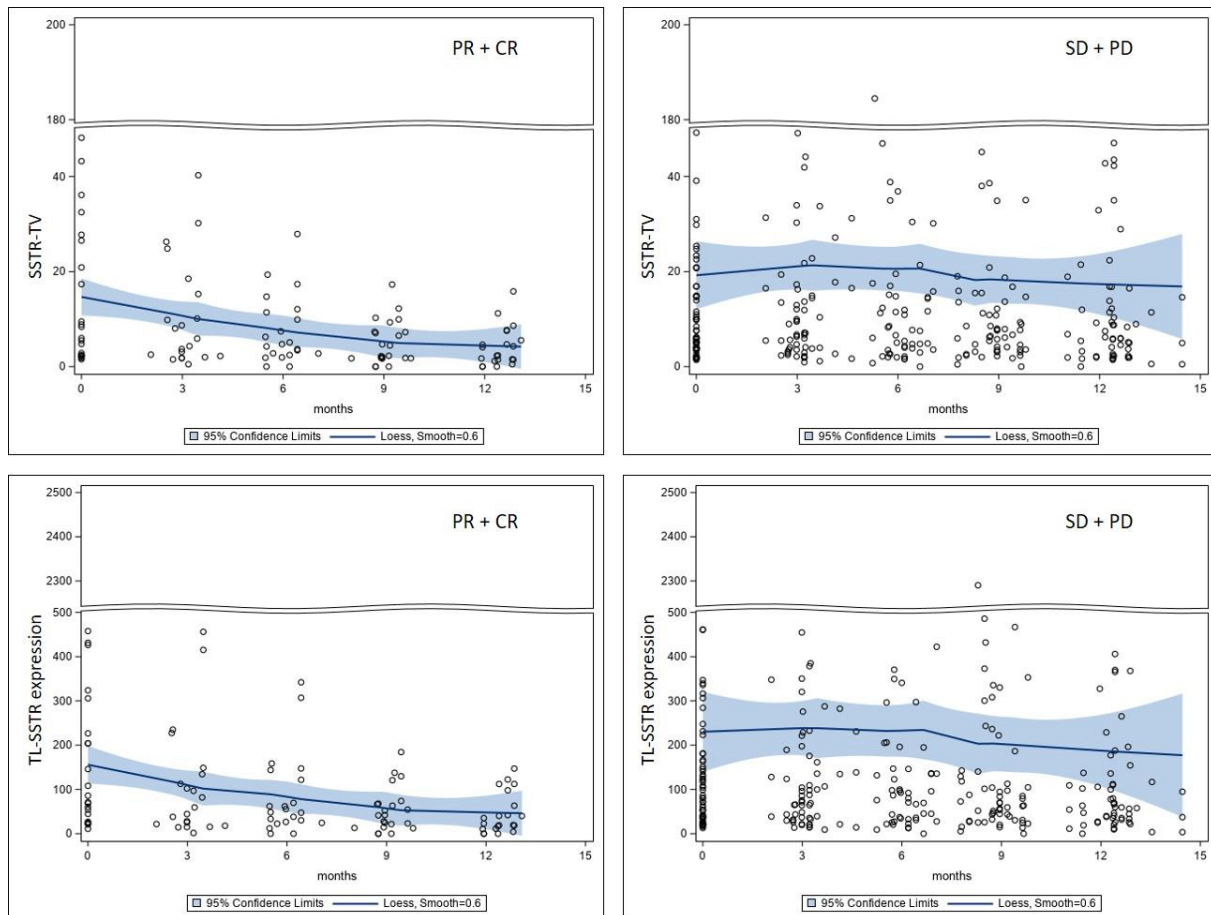 200
PR + CR
180
40
20
0
SSTR-TV
0 3 6 9 12 15
months
95% Confidence Limits Loess, Smooth=0.6
200
SD + PD
180
40
20
0
SSTR-TV
0 3 6 9 12 15
months
95% Confidence Limits Loess, Smooth=0.6
2500
PR + CR
2400
2300
500
400
300
200
100
0
TL-SSTR expression
0 3 6 9 12 15
months
95% Confidence Limits Loess, Smooth=0.6
2500
SD + PD
2400
2300
500
400
300
200
100
0
TL-SSTR expression
0 3 6 9 12 15
months
95% Confidence Limits Loess, Smooth=0.6